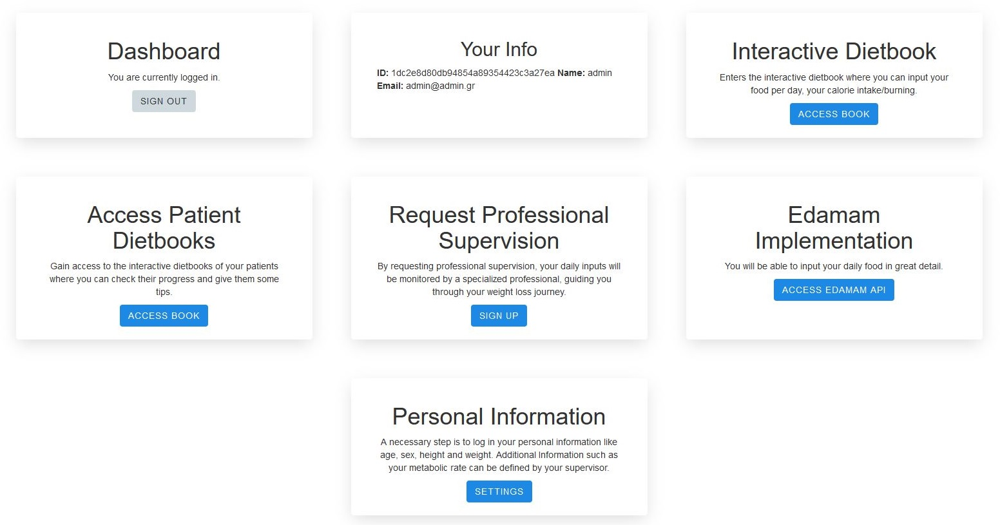 Dashboard
You are currently logged in.
SIGN OUT
Your Info
ID: 1dc2e8d80db94854a89354423c3a27ea Name: admin
Email: admin@admin.gr
Interactive Dietbook
Enters the interactive dietbook where you can input your
food per day, your calorie intake/burning.
ACCESS BOOK
Access Patient
Dietbooks
Gain access to the interactive dietbooks of your patients
where you can check their progress and give them some
tips.
ACCESS BOOK
Request Professional
Supervision
By requesting professional supervision, your daily inputs will
be monitored by a specialized professional, guiding you
through your weight loss journey.
SIGN UP
Edamam
Implementation
You will be able to input your daily food in great detail.
ACCESS EDAMAM API
Personal Information
A necessary step is to log in your personal information like
age, sex, height and weight. Additional Information such as
your metabolic rate can be defined by your supervisor.
SETTINGS